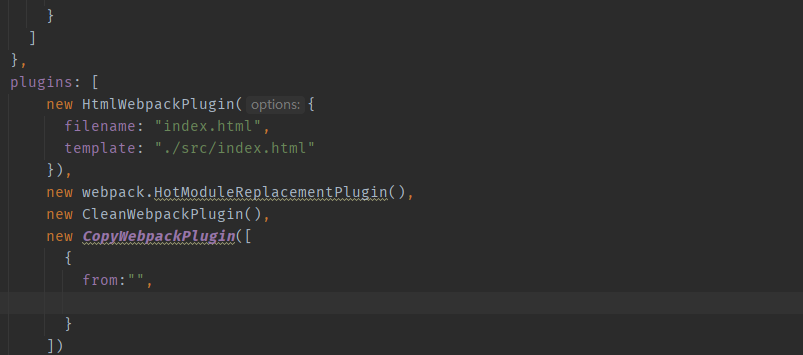 }
]
},
plugins: [
new HtmlWebpackPlugin( options: {
filename: "index.html",
template: "./src/index.html"
}),
new webpack.HotModuleReplacementPlugin(),
new CleanWebpackPlugin(),
new CopyWebpackPlugin([
{
from:"",
}
])